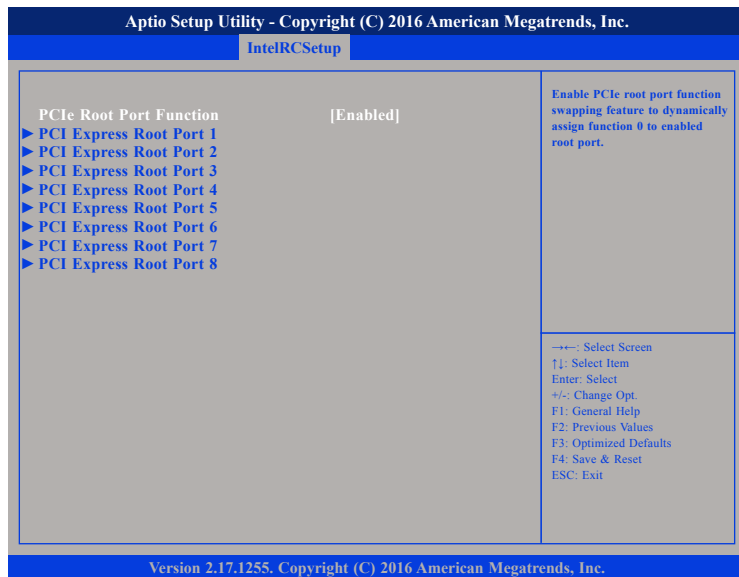 Aptio Setup Utility - Copyright (C) 2016 American Megatrends, Inc.
IntelRCSetup
PCIe Root Port Function [Enabled]
► PCI Express Root Port 1
► PCI Express Root Port 2
► PCI Express Root Port 3
► PCI Express Root Port 4
► PCI Express Root Port 5
► PCI Express Root Port 6
► PCI Express Root Port 7
► PCI Express Root Port 8
Enable PCIe root port function
swapping feature to dynamically
assign function 0 to enabled
root port.
→←: Select Screen
↑↓: Select Item
Enter: Select
+/-: Change Opt.
F1: General Help
F2: Previous Values
F3: Optimized Defaults
F4: Save & Reset
ESC: Exit
Version 2.17.1255. Copyright (C) 2016 American Megatrends, Inc.